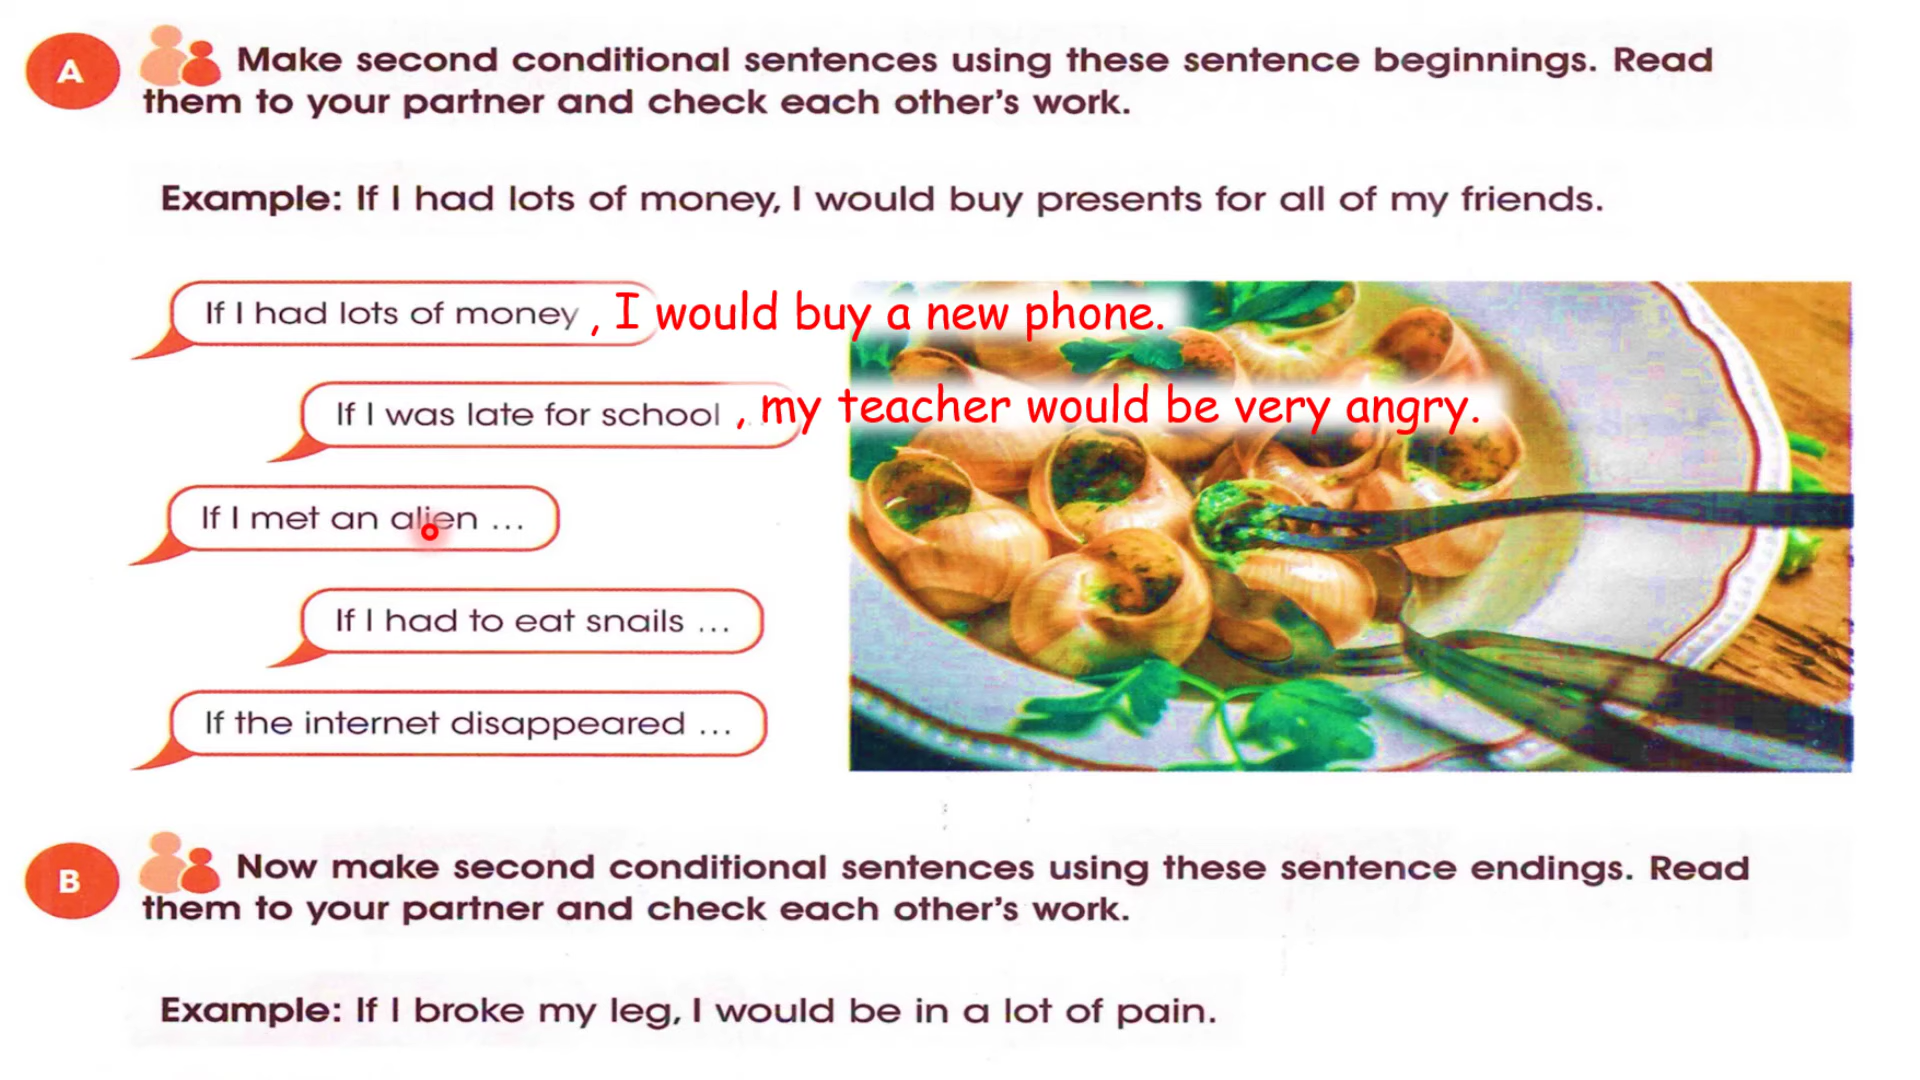 A Make second conditional sentences using these sentence beginnings. Read
them to your partner and check each other's work.
Example: If I had lots of money, I would buy presents for all of my friends.
If I had lots of money , I would buy a new phone.
If I was late for school , my teacher would be very angry.
If I met an alien ...
If I had to eat snails ...
If the internet disappeared ...
B Now make second conditional sentences using these sentence endings. Read
them to your partner and check each other's work.
Example: If I broke my leg, I would be in a lot of pain.